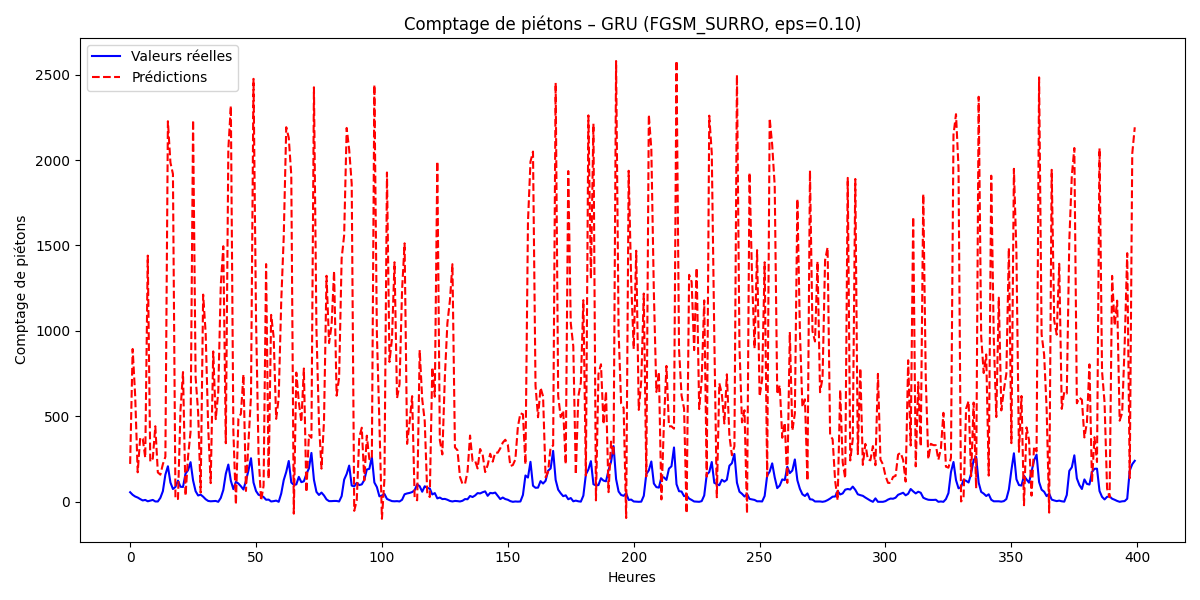 Comptage de piétons – GRU (FGSM_SURRO, eps=0.10)
Valeurs réelles
Prédictions
2500
2000
1500
1000
500
0
Comptage de piétons
0 50 100 150 200 250 300 350 400
Heures